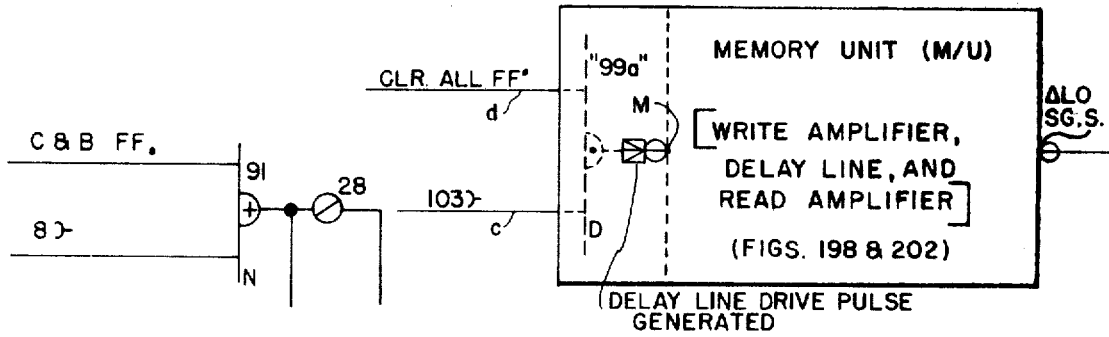 C & B FF.
91
28
8)-
N
CLR. ALL FF'
d
103)-
c
"99a"
D
M
MEMORY UNIT (M/U)
[WRITE AMPLIFIER,
DELAY LINE, AND
READ AMPLIFIER]
(FIGS. 198 & 202)
ΔLO
SG.S.
DELAY LINE DRIVE PULSE
GENERATED